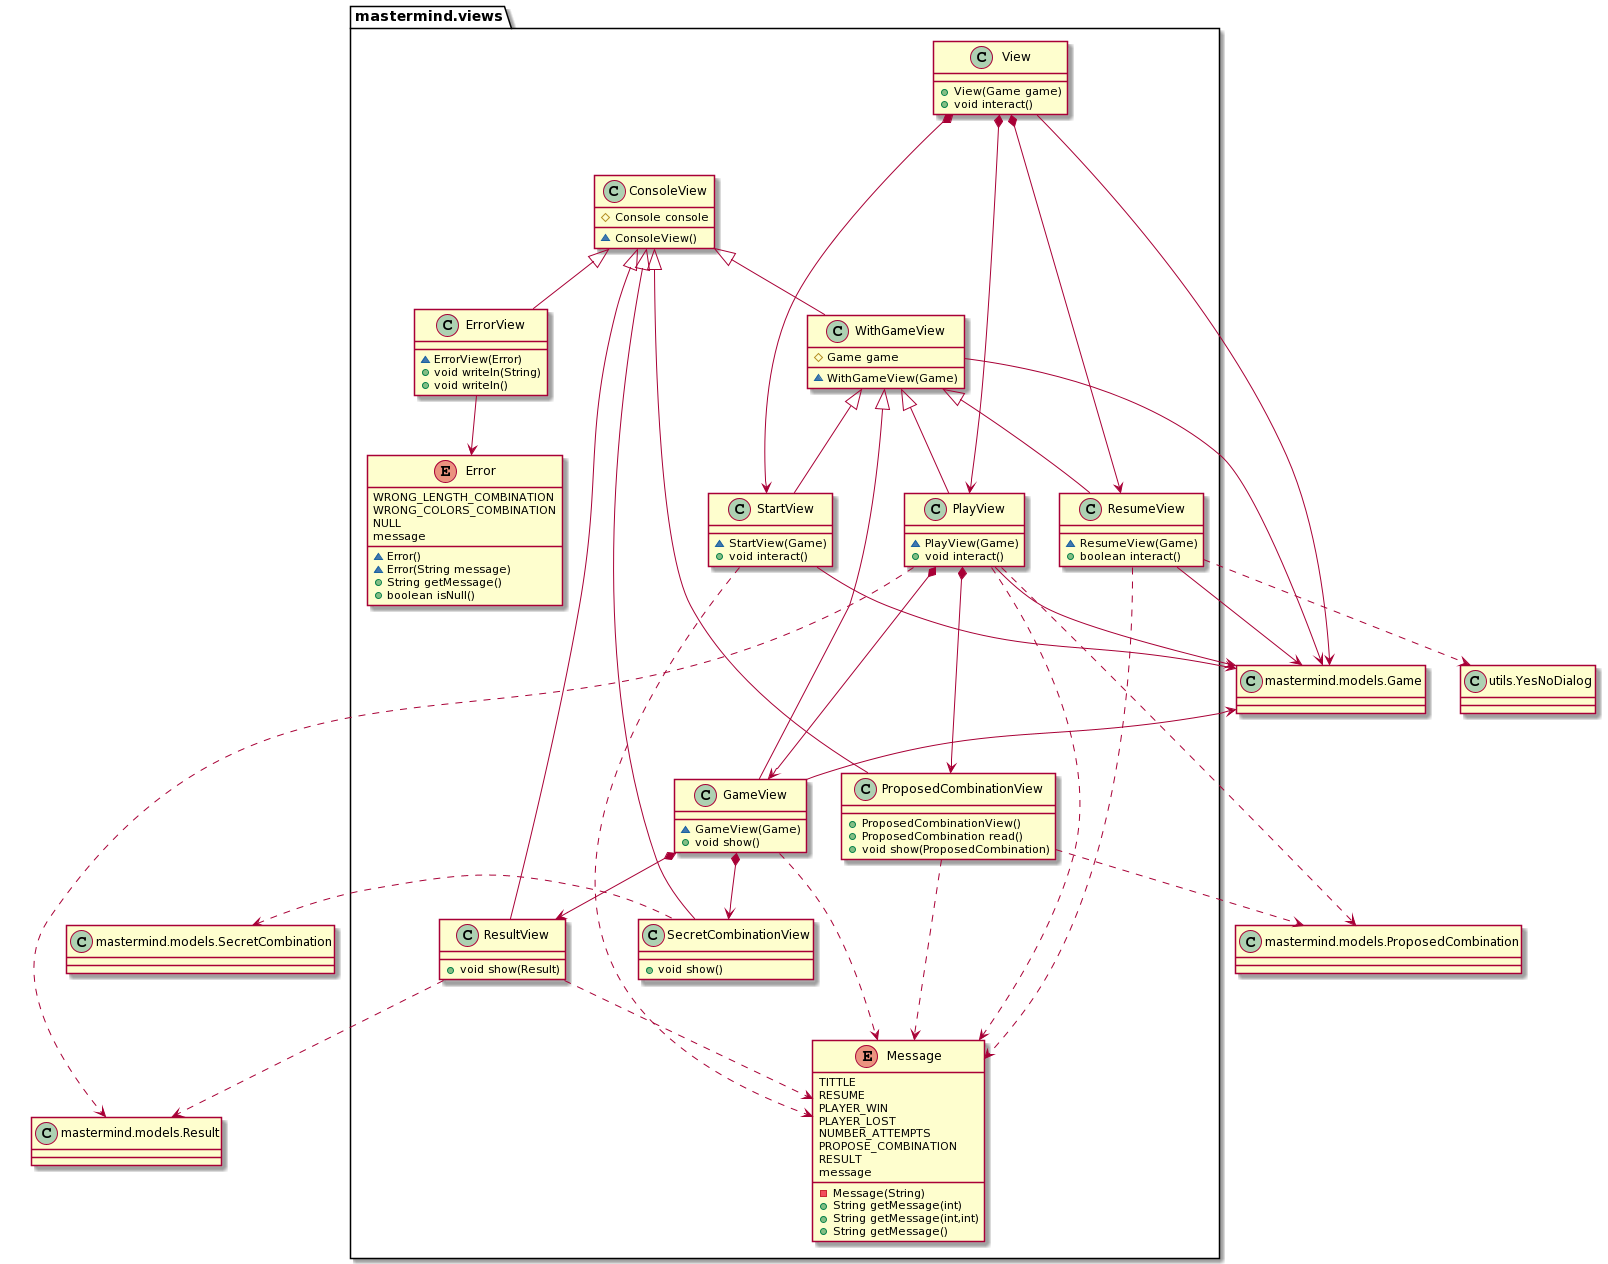 mastermind.views
C View
View(Game game)
void interact()
C ConsoleView
Console console
ConsoleView()
C ErrorView
ErrorView(Error)
void writeln(String)
void writeln()
C WithGameView
Game game
WithGameView(Game)
E Error
WRONG_LENGTH_COMBINATION
WRONG_COLORS_COMBINATION
NULL
message
Error()
Error(String message)
String getMessage()
boolean isNull()
C StartView
StartView(Game)
void interact()
C PlayView
PlayView(Game)
void interact()
C ResumeView
ResumeView(Game)
boolean interact()
C mastermind.models.Game
C utils.YesNoDialog
C GameView
GameView(Game)
void show()
C ProposedCombinationView
ProposedCombinationView()
ProposedCombination read()
void show(ProposedCombination)
C mastermind.models.SecretCombination
C ResultView
void show(Result)
C SecretCombinationView
void show()
C mastermind.models.ProposedCombination
C mastermind.models.Result
E Message
TITTLE
RESUME
PLAYER_WIN
PLAYER_LOST
NUMBER_ATTEMPTS
PROPOSE_COMBINATION
RESULT
message
Message(String)
String getMessage(int)
String getMessage(int,int)
String getMessage()